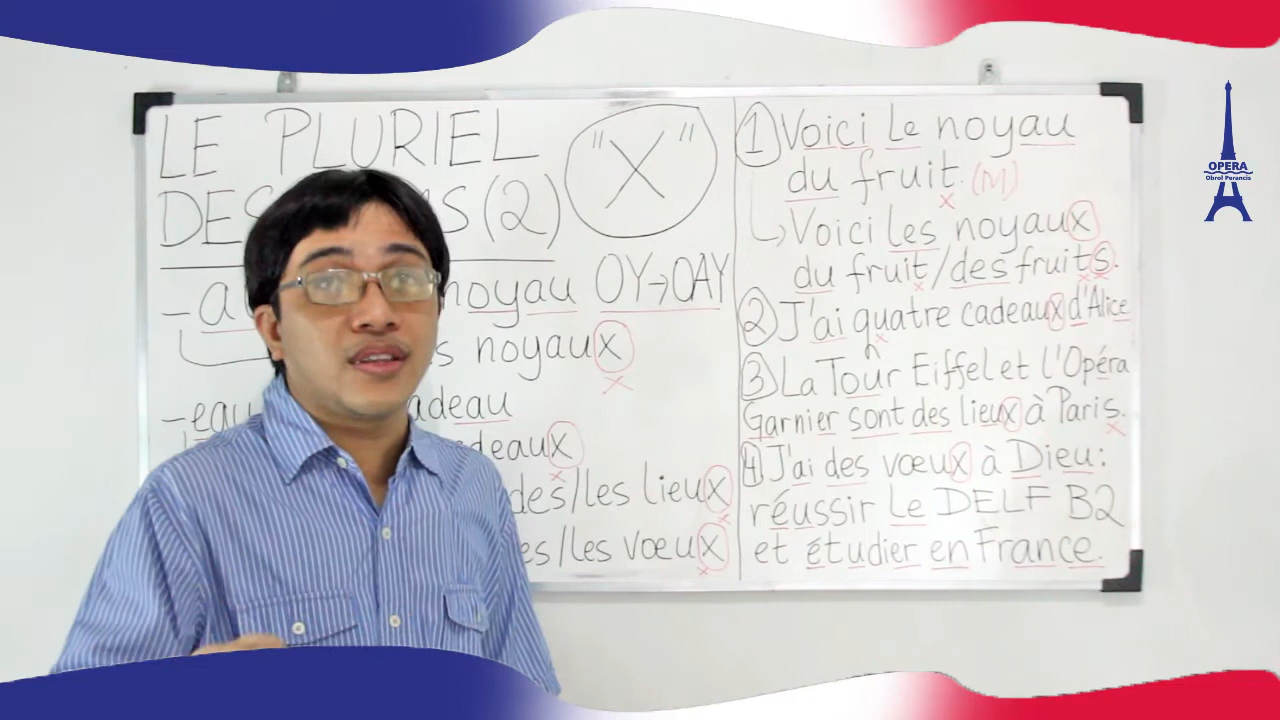 LE PLURIEL
"X"
(2)
noyau OY→OAY
noyaux
x
-eau
deaux
x
des/les lieux
x
/les vœux
x
① Voici le noyau
du fruit. (M)
x
↳ Voici les noyaux
du fruit/des fruits.
x x x
② J'ai quatre cadeaux d'Alice
x
③ La Tour Eiffel et l'Opéra
Garnier sont des lieux à Paris.
x
④ J'ai des vœux à Dieu:
réussir le DELF B2
et étudier en France.
OPERA
Obrol Perancis